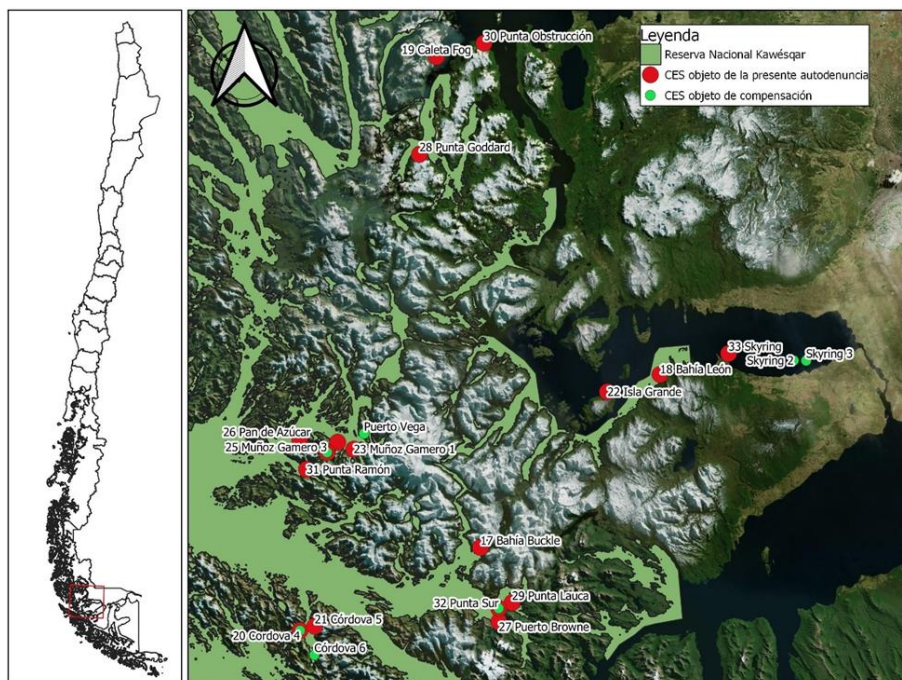 Leyenda
Reserva Nacional Kawésqar
CES objeto de la presente autodenuncia
CES objeto de compensación
30 Punta Obstrucción
19 Caleta Fog
28 Punta Goddard
33 Skyring
Skyring 2
Skyring 3
18 Bahía León
22 Isla Grande
Puerto Vega
26 Pan de Azúcar
25 Muñoz Gamero 3
23 Muñoz Gamero 1
31 Punta Ramón
17 Bahía Buckle
29 Punta Lauca
32 Punta Sur
27 Puerto Browne
21 Córdova 5
20 Cordova 4
Córdova 6